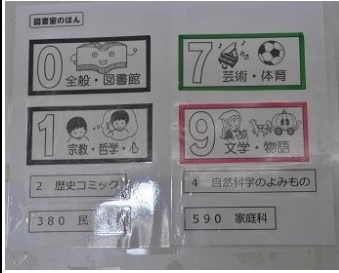 図書室のほん
0 全般・図書館
7 芸術・体育
1 宗教・哲学・心
9 文学・物語
2 歴史コミック
4 自然科学のよみもの
380 民
590 家庭科